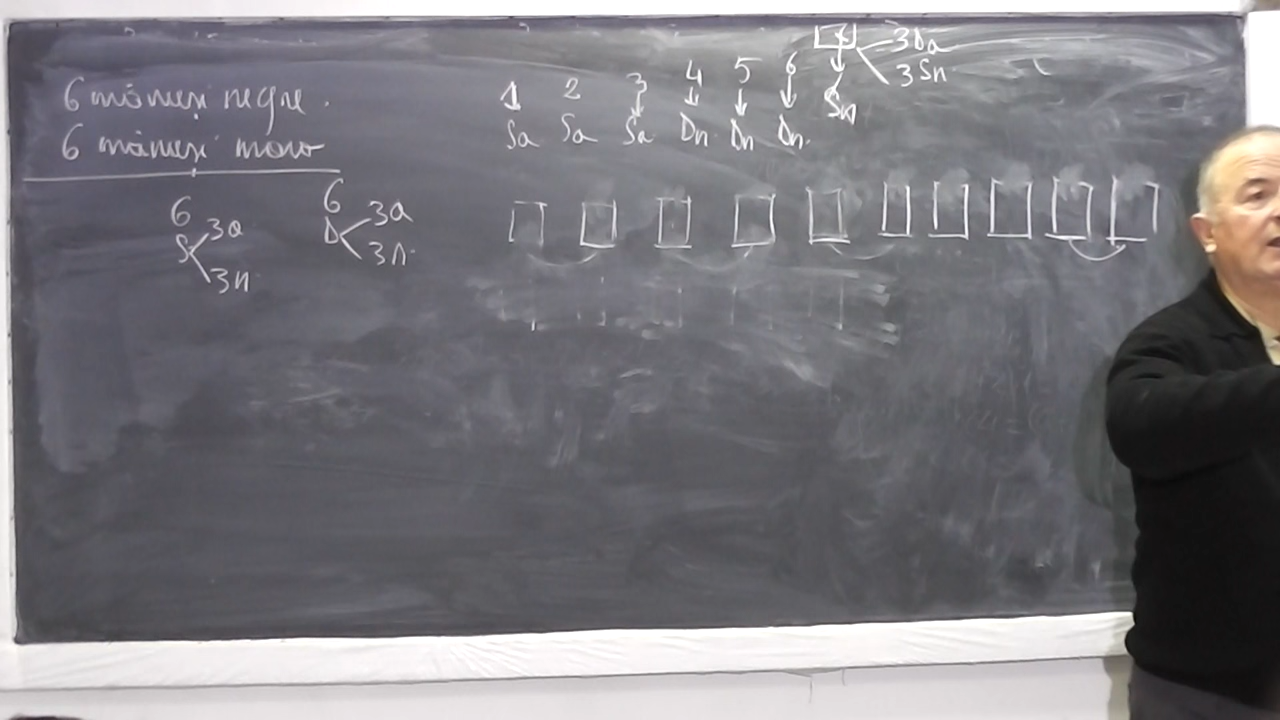 6 mănuși negre.
6 mănuși maro
6
S 3a
3n
6
D 3a
3n.
1 2 3 4 5 6
Sa Sa Sa Dn Dn Dn. Sn
3Da
3Sn